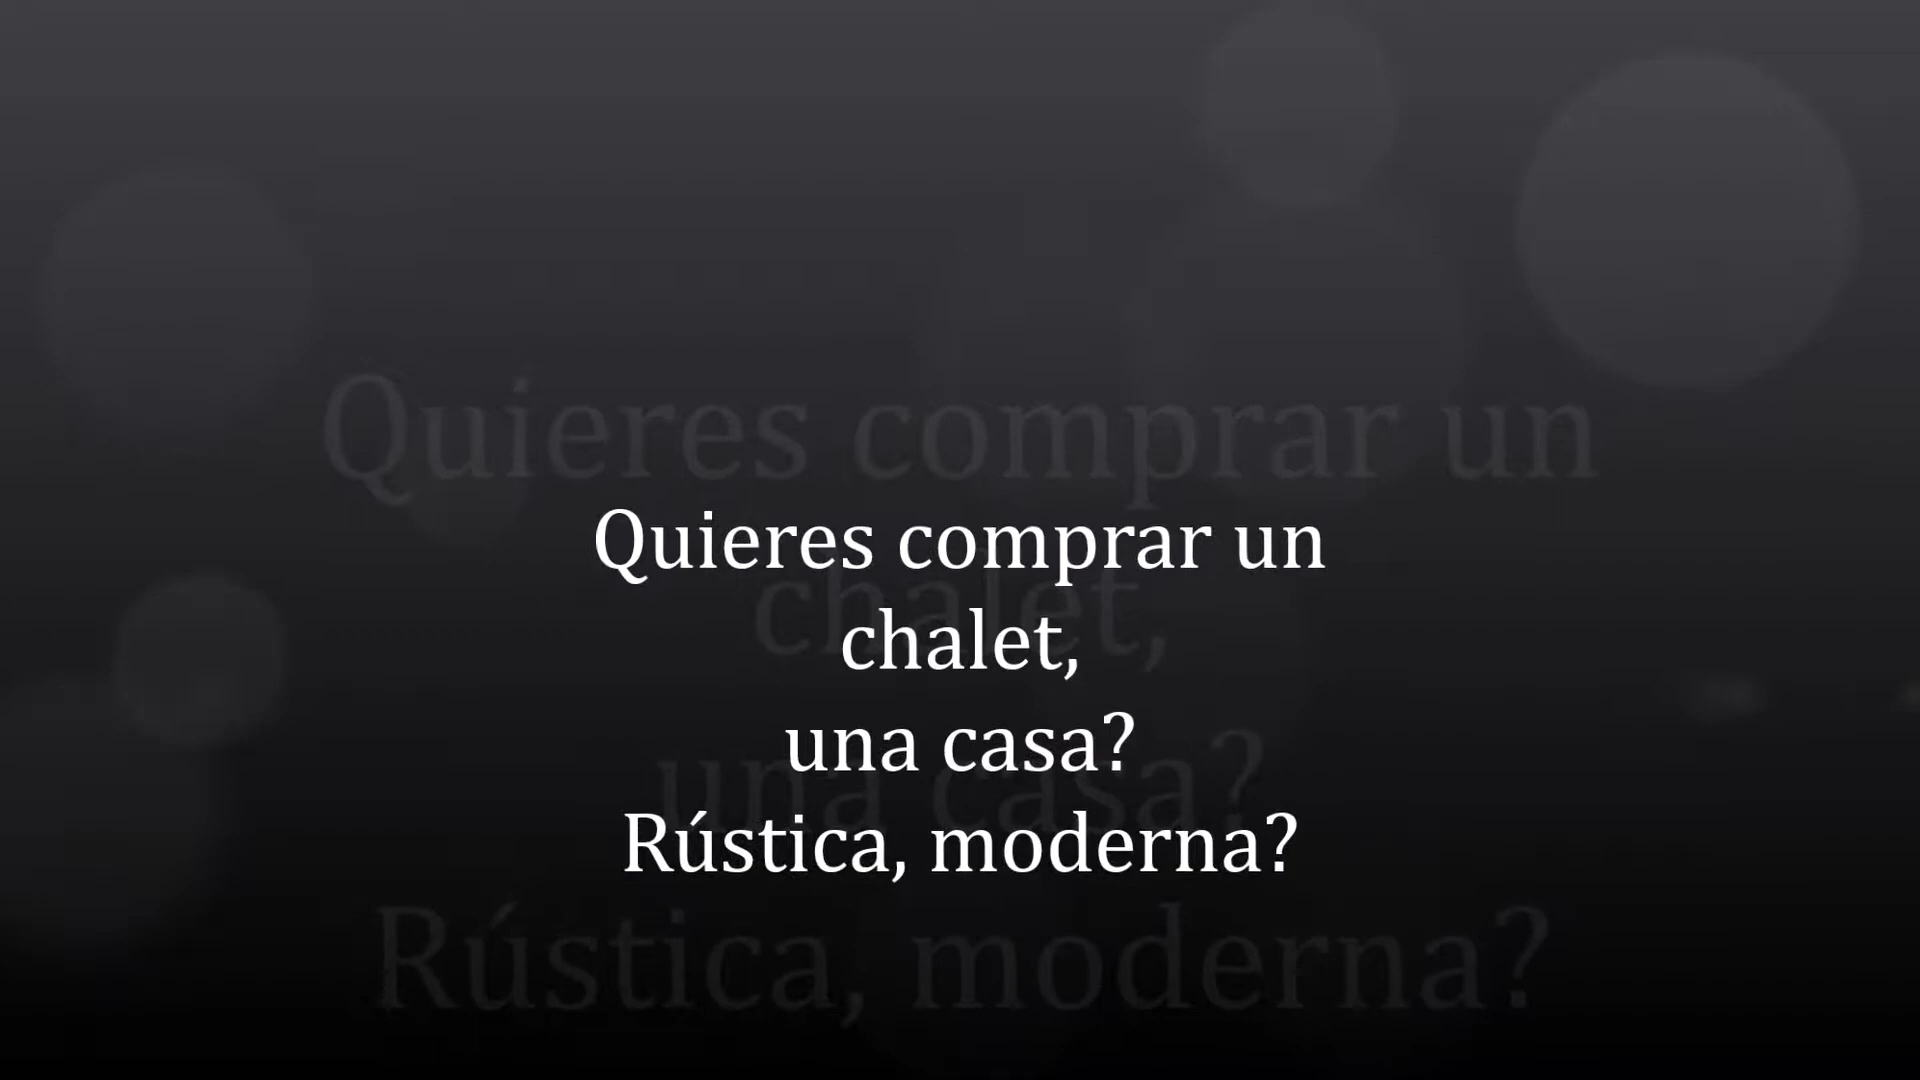 Quieres comprar un
chalet,
una casa?
Rústica, moderna?